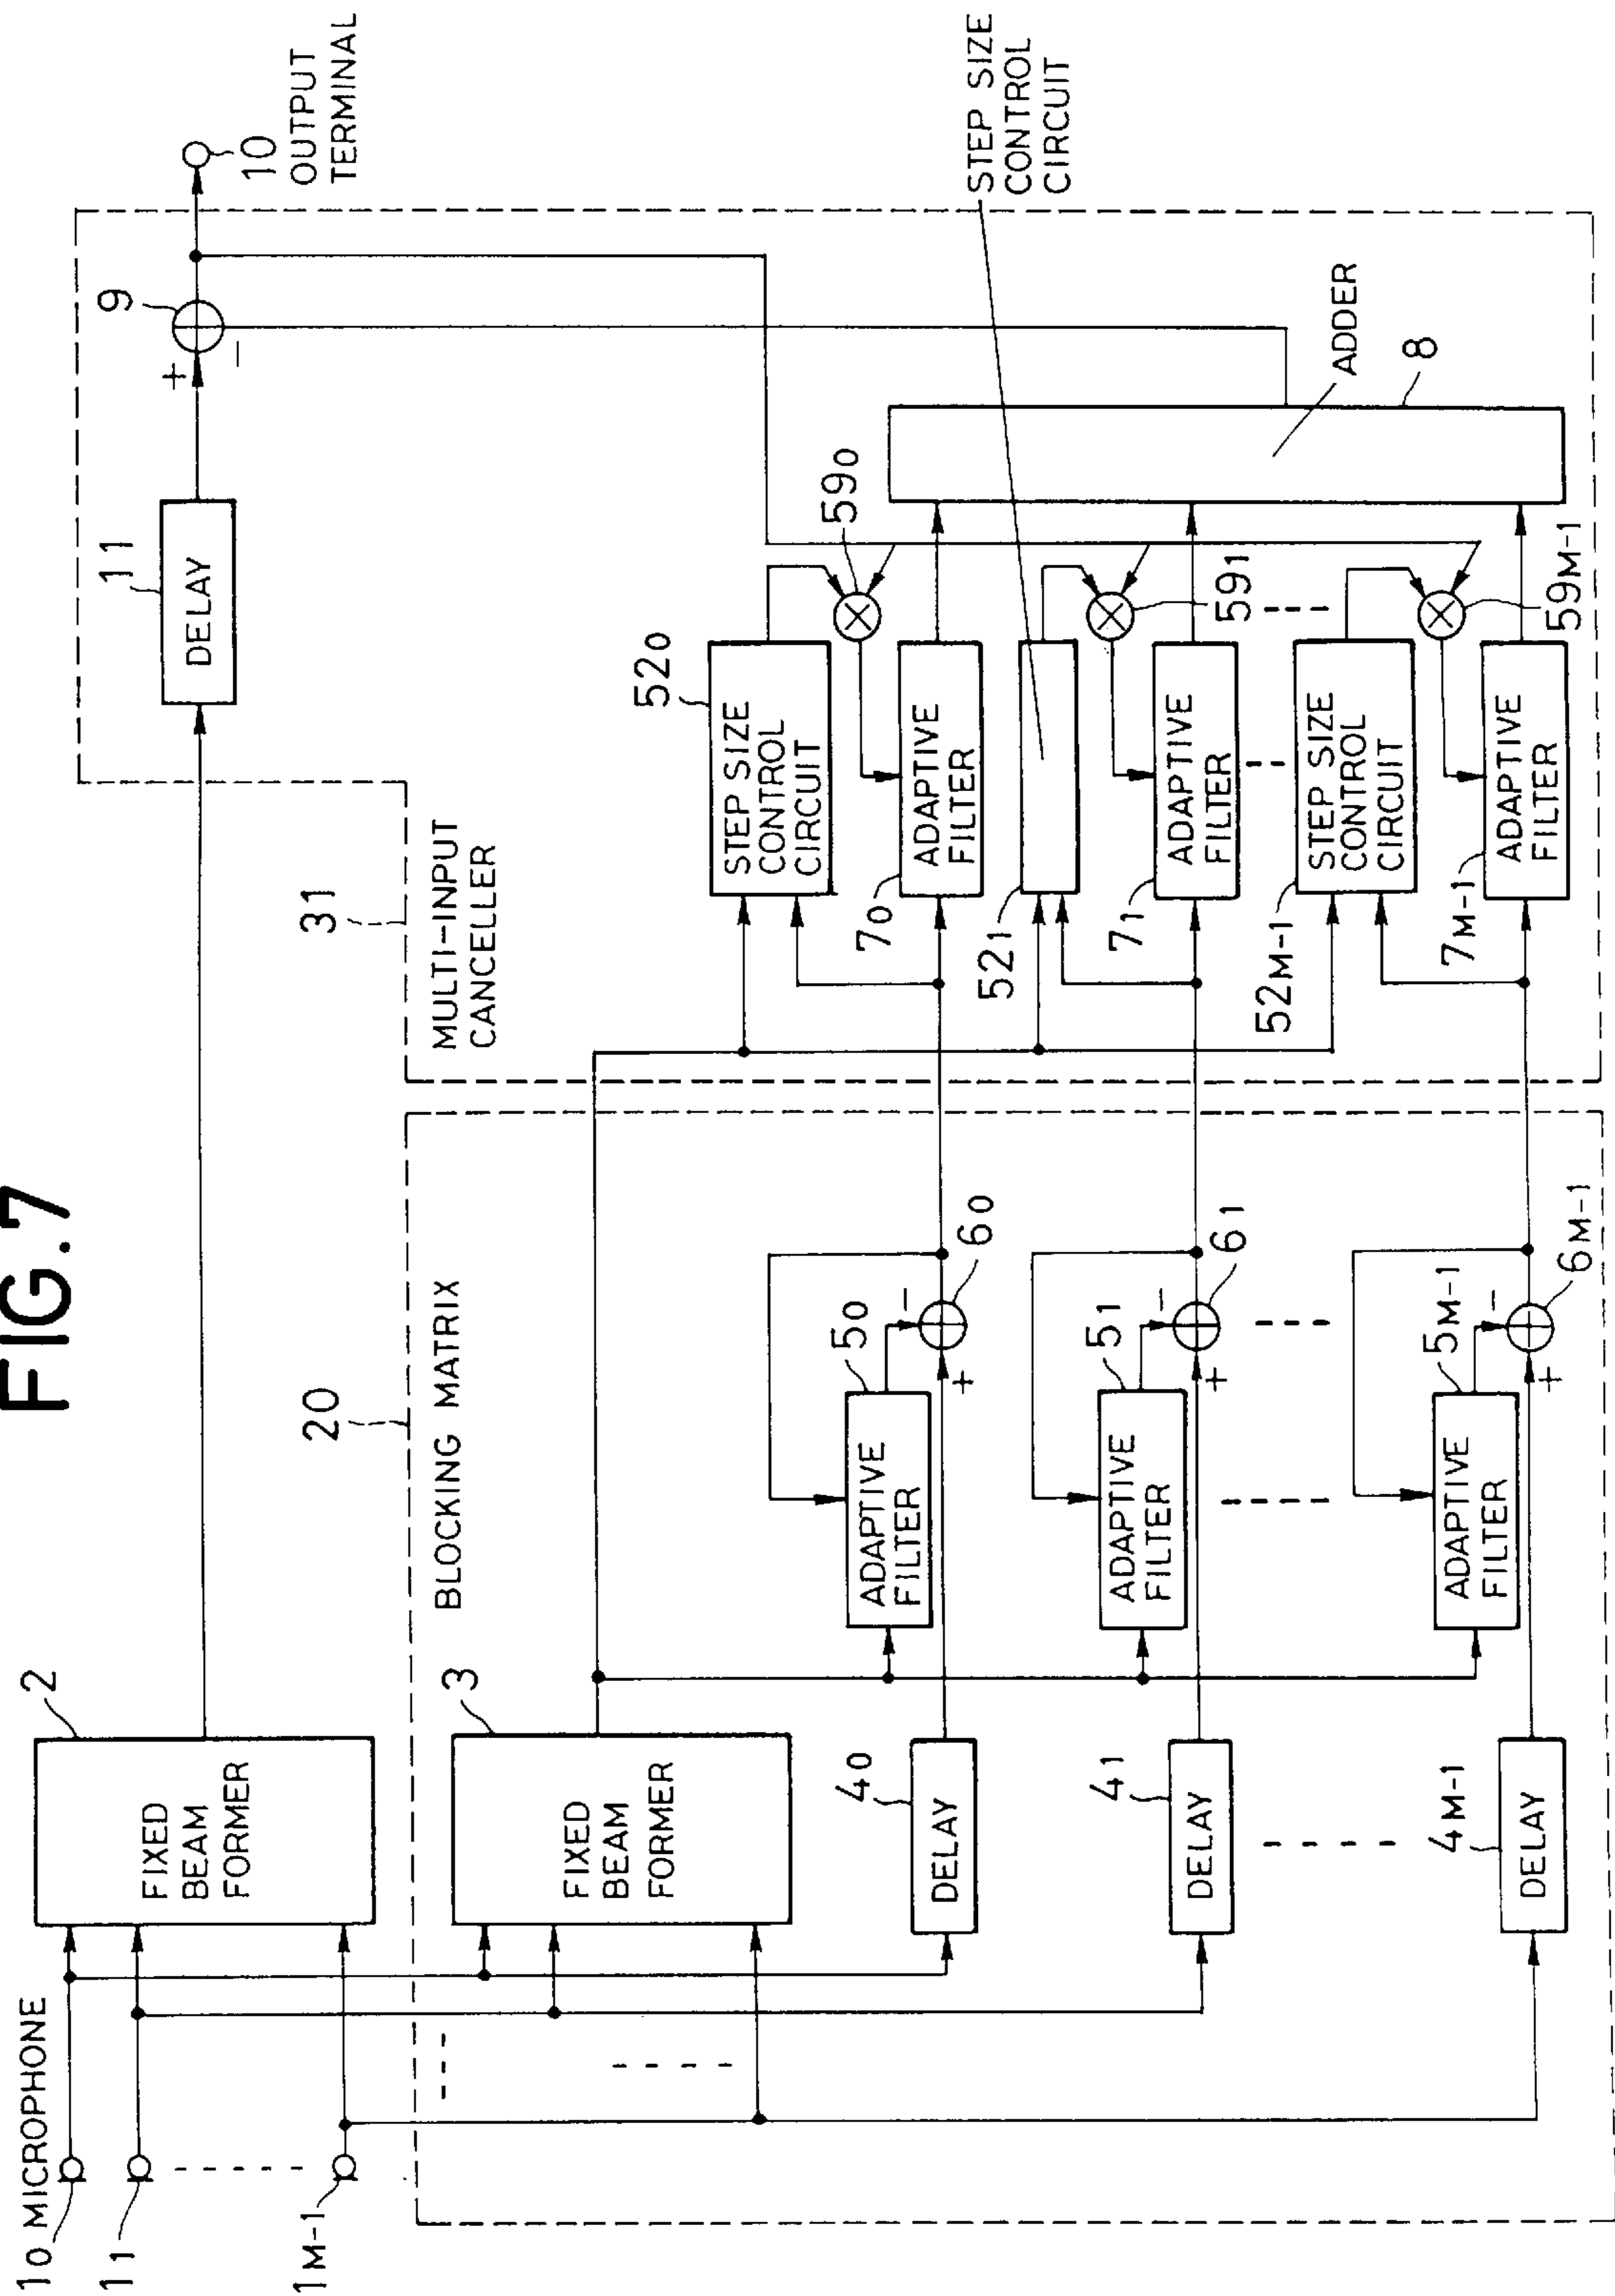 FIG.7
1₀ MICROPHONE
1₁
1M-1
2
FIXED
BEAM
FORMER
11
DELAY
9
+
−
10
OUTPUT
TERMINAL
20
BLOCKING MATRIX
31
MULTI-INPUT
CANCELLER
3
FIXED
BEAM
FORMER
4₀
DELAY
5₀
ADAPTIVE
FILTER
−
+
6₀
52₀
STEP SIZE
CONTROL
CIRCUIT
59₀
7₀
ADAPTIVE
FILTER
STEP SIZE
CONTROL
CIRCUIT
4₁
DELAY
5₁
ADAPTIVE
FILTER
−
+
6₁
52₁
59₁
7₁
ADAPTIVE
FILTER
ADDER
8
4M-1
DELAY
5M-1
ADAPTIVE
FILTER
−
+
6M-1
52M-1
STEP SIZE
CONTROL
CIRCUIT
59M-1
7M-1
ADAPTIVE
FILTER